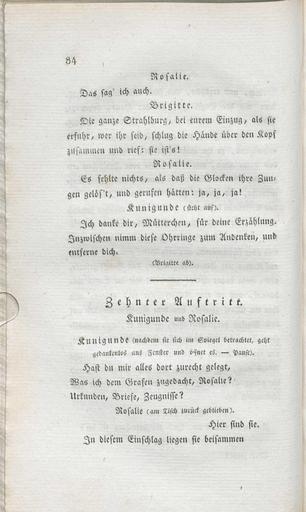 84
Rosalie.
Das sag' ich auch.
Brigitte.
Die ganze Strahlburg, bei eurem Einzug, als sie
erfuhr, wer ihr seid, schlug die Hände über den Kopf
zusammen und rief: sie ist's!
Rosalie.
Es fehlte nichts, als daß die Glocken ihre Zun-
gen gelös't, und gerufen hätten: ja, ja, ja!
Kunigunde (steht auf).
Ich danke dir, Mütterchen, für deine Erzählung.
Inzwischen nimm diese Ohrringe zum Andenken, und
entferne dich.
(Brigitte ab).
Zehnter Auftritt.
Kunigunde und Rosalie.
Kunigunde (nachdem sie sich im Spiegel betrachtet, geht
gedankenlos ans Fenster und öfnet es. — Pause).
Hast du mir alles dort zurecht gelegt,
Was ich dem Grafen zugedacht, Rosalie?
Urkunden, Briefe, Zeugnisse?
Rosalie (am Tisch zurück geblieben).
Hier sind sie.
In diesem Einschlag liegen sie beisammen